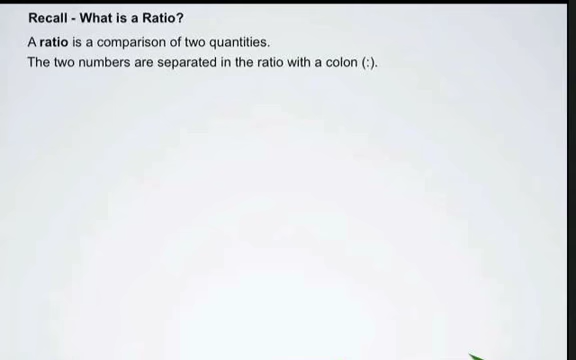 Recall - What is a Ratio?
A ratio is a comparison of two quantities.
The two numbers are separated in the ratio with a colon (:).